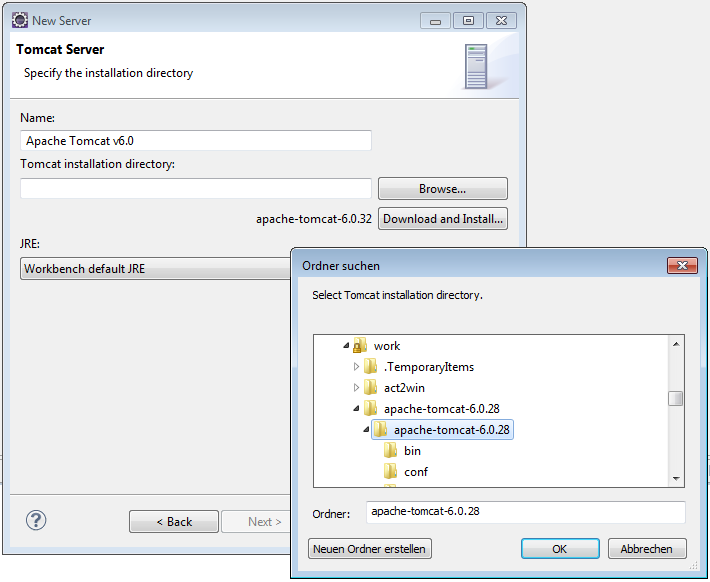 New Server
Tomcat Server
Specify the installation directory
Name:
Apache Tomcat v6.0
Tomcat installation directory:
Browse...
apache-tomcat-6.0.32
Download and Install...
JRE:
Workbench default JRE
Ordner suchen
Select Tomcat installation directory.
work
.TemporaryItems
act2win
apache-tomcat-6.0.28
apache-tomcat-6.0.28
bin
conf
Ordner:
apache-tomcat-6.0.28
? < Back Next >
Neuen Ordner erstellen OK Abbrechen